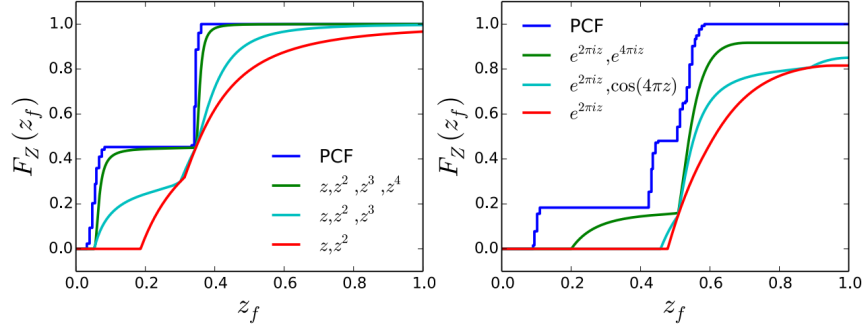 1.0
0.8
0.6
0.4
0.2
0.0
F_Z(z_f)
PCF
z,z^2 ,z^3 ,z^4
z,z^2 ,z^3
z,z^2
0.0 0.2 0.4 0.6 0.8 1.0
z_f
1.0
0.8
0.6
0.4
0.2
0.0
F_Z(z_f)
PCF
e^{2πiz},e^{4πiz}
e^{2πiz},cos(4πz)
e^{2πiz}
0.0 0.2 0.4 0.6 0.8 1.0
z_f